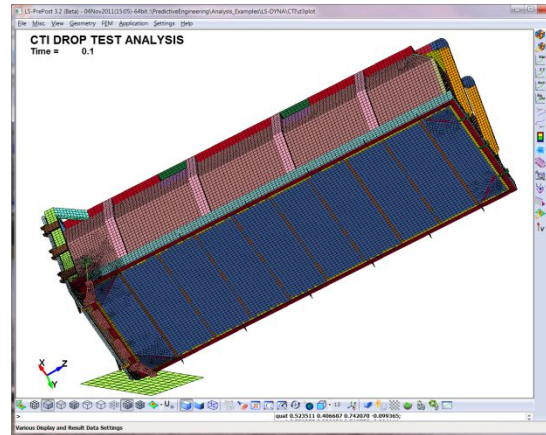 LS-PrePost 3.2 (Beta) - 04Nov2011(15:05)-64bit :\PredictiveEngineering\Analysis_Examples\LS-DYNA\CTI\d3plot
File Misc. View Geometry FEM Application Settings Help
CTI DROP TEST ANALYSIS
Time = 0.1
X
Z
Y
>
quat 0.523511 0.406687 0.742070 -0.099365;
Various Display and Result Data Settings